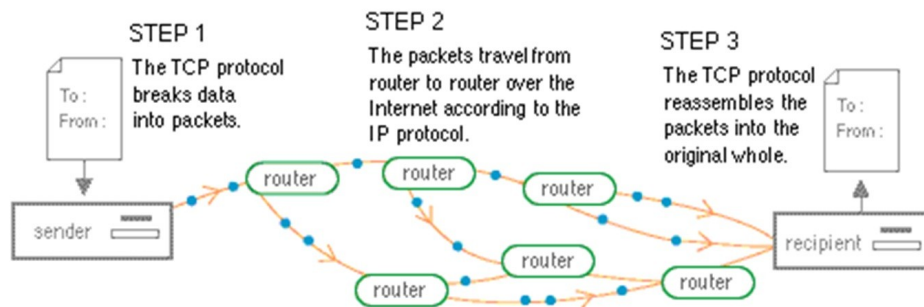 STEP 1
The TCP protocol
breaks data
into packets.
STEP 2
The packets travel from
router to router over the
Internet according to the
IP protocol.
STEP 3
The TCP protocol
reassembles the
packets into the
original whole.
To :
From :
To :
From :
sender
router
router
router
router
router
router
recipient